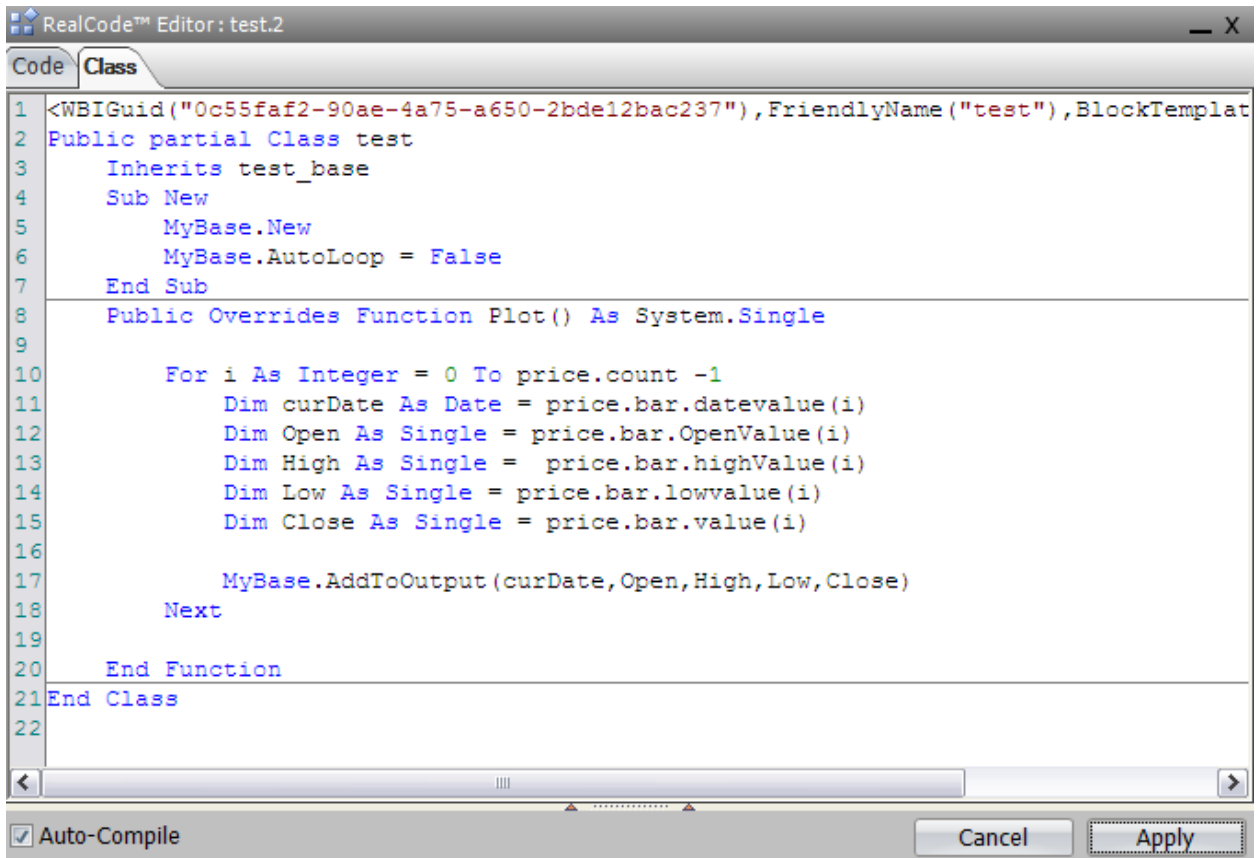 RealCode™ Editor : test.2 _ X
Code Class
1 <WBIGuid("0c55faf2-90ae-4a75-a650-2bde12bac237"),FriendlyName("test"),BlockTemplat
2 Public partial Class test
3     Inherits test_base
4     Sub New
5         MyBase.New
6         MyBase.AutoLoop = False
7     End Sub
8     Public Overrides Function Plot() As System.Single
9
10         For i As Integer = 0 To price.count -1
11             Dim curDate As Date = price.bar.datevalue(i)
12             Dim Open As Single = price.bar.OpenValue(i)
13             Dim High As Single =  price.bar.highValue(i)
14             Dim Low As Single = price.bar.lowvalue(i)
15             Dim Close As Single = price.bar.value(i)
16
17             MyBase.AddToOutput(curDate,Open,High,Low,Close)
18         Next
19
20     End Function
21 End Class
22
Auto-Compile Cancel Apply